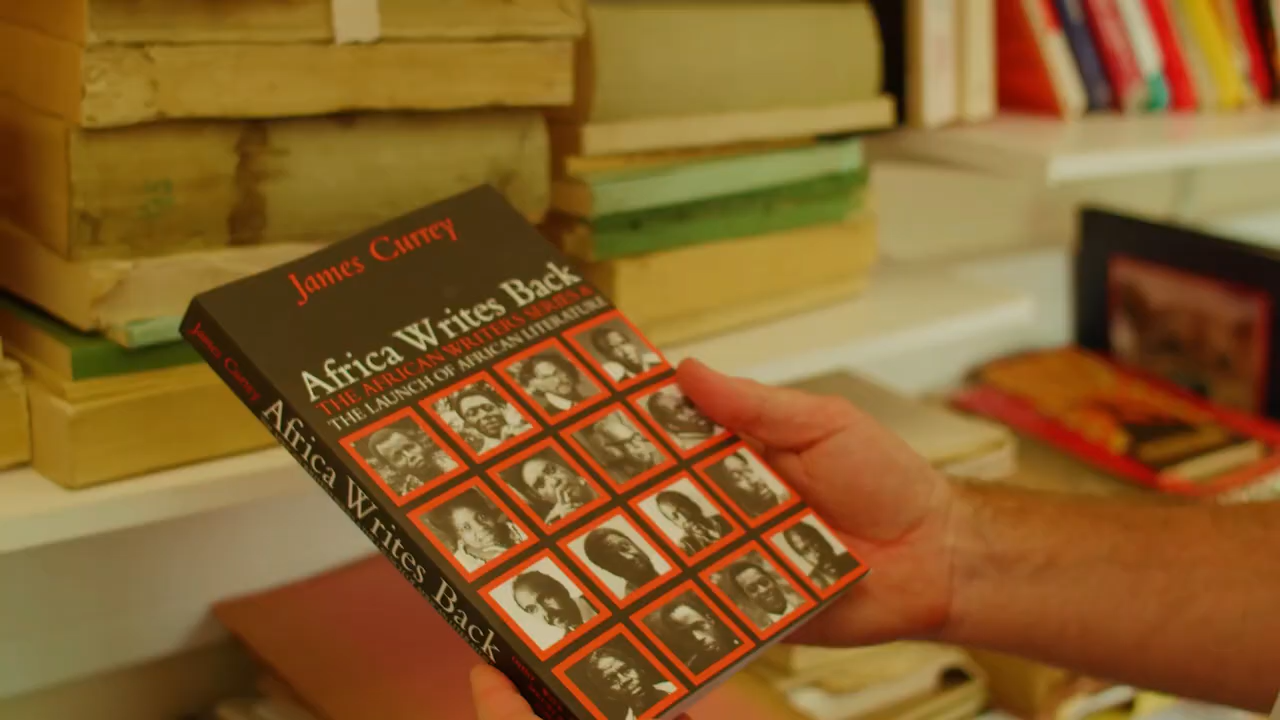 James Currey
Africa Writes Back
THE AFRICAN WRITERS SERIES &
THE LAUNCH OF AFRICAN LITERATURE
James Currey
Africa Writes Back